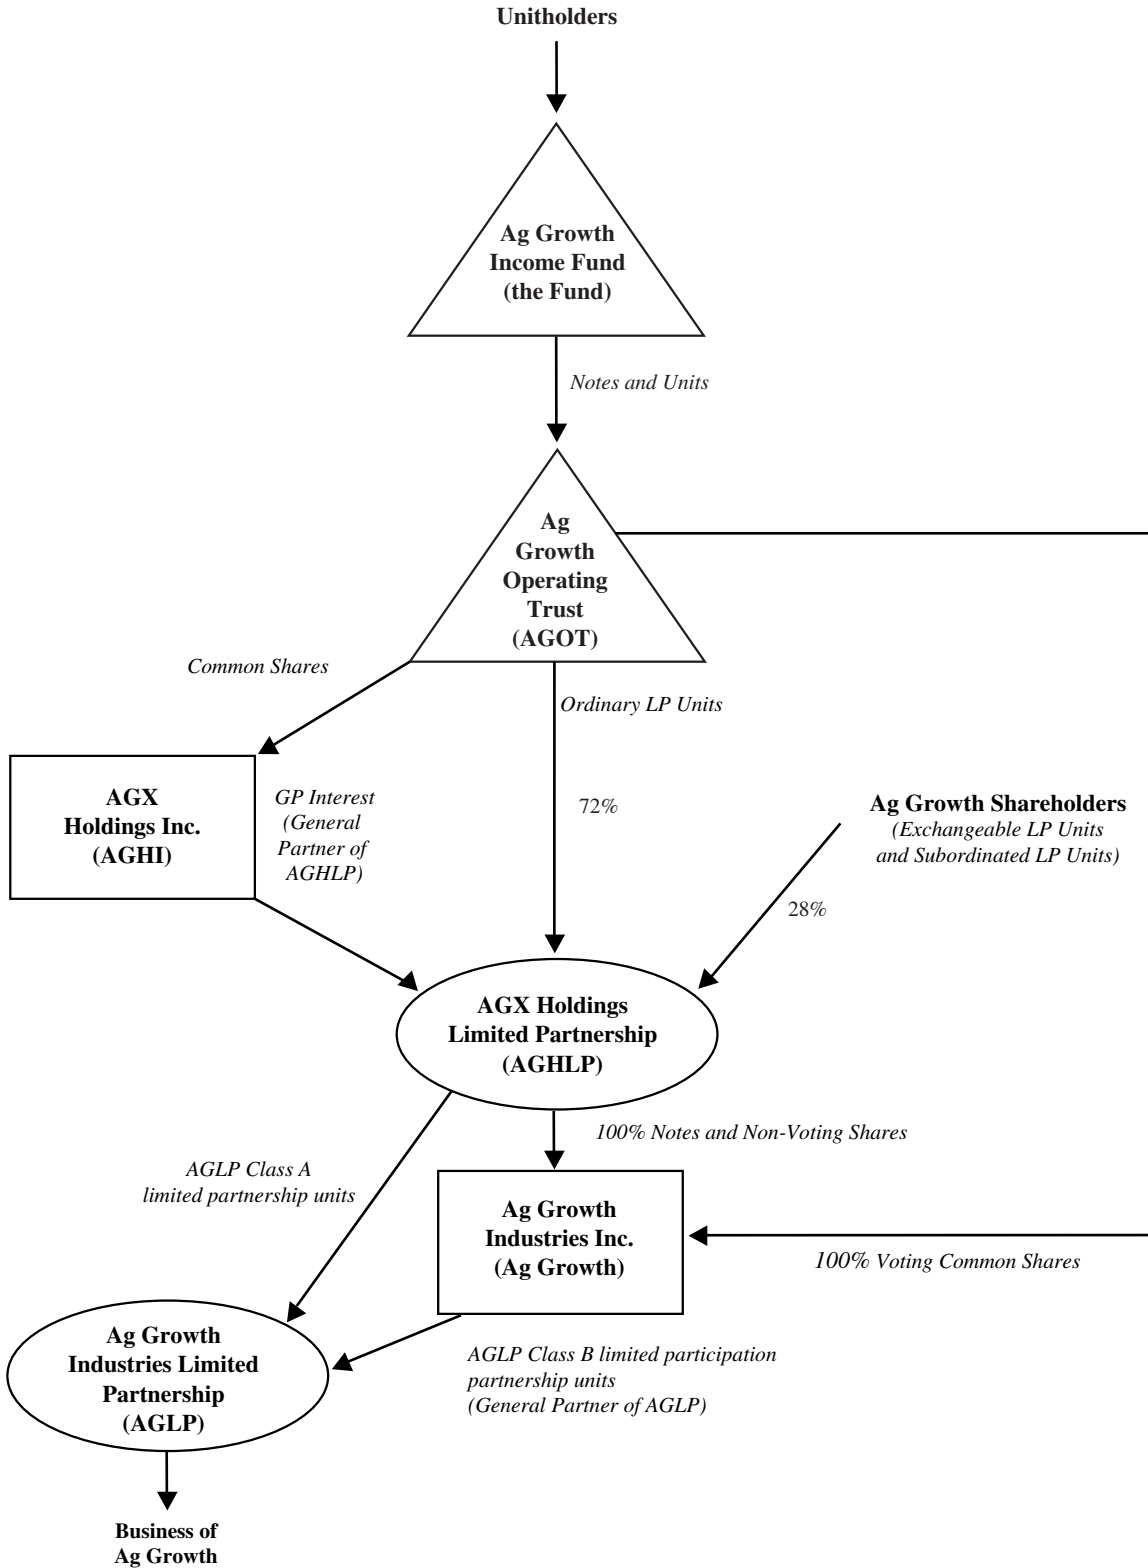 Unitholders
Ag Growth
Income Fund
(the Fund)
Notes and Units
Ag
Growth
Operating
Trust
(AGOT)
Common Shares
Ordinary LP Units
AGX
Holdings Inc.
(AGHI)
GP Interest
(General
Partner of
AGHLP)
72%
Ag Growth Shareholders
(Exchangeable LP Units
and Subordinated LP Units)
28%
AGX Holdings
Limited Partnership
(AGHLP)
100% Notes and Non-Voting Shares
AGLP Class A
limited partnership units
Ag Growth
Industries Inc.
(Ag Growth)
100% Voting Common Shares
Ag Growth
Industries Limited
Partnership
(AGLP)
AGLP Class B limited participation
partnership units
(General Partner of AGLP)
Business of
Ag Growth